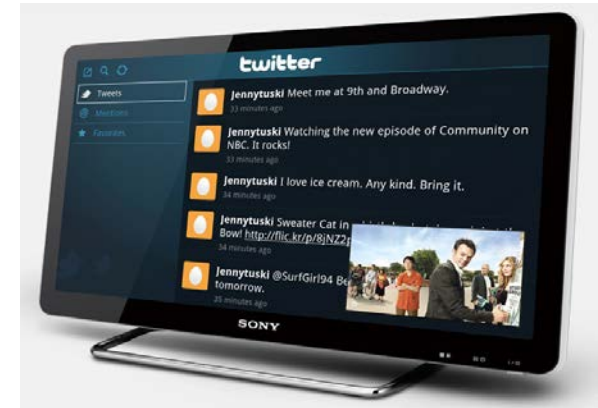 twitter
Tweets
Mentions
Favorites
Jennytuski Meet me at 9th and Broadway.
33 minutes ago
Jennytuski Watching the new episode of Community on
NBC. It rocks!
33 minutes ago
Jennytuski I love ice cream. Any kind. Bring it.
34 minutes ago
Jennytuski Sweater Cat in
Bow! http://flic.kr/p/8jNZ2p
34 minutes ago
Jennytuski @SurfGirl94
tomorrow.
35 minutes ago
SONY